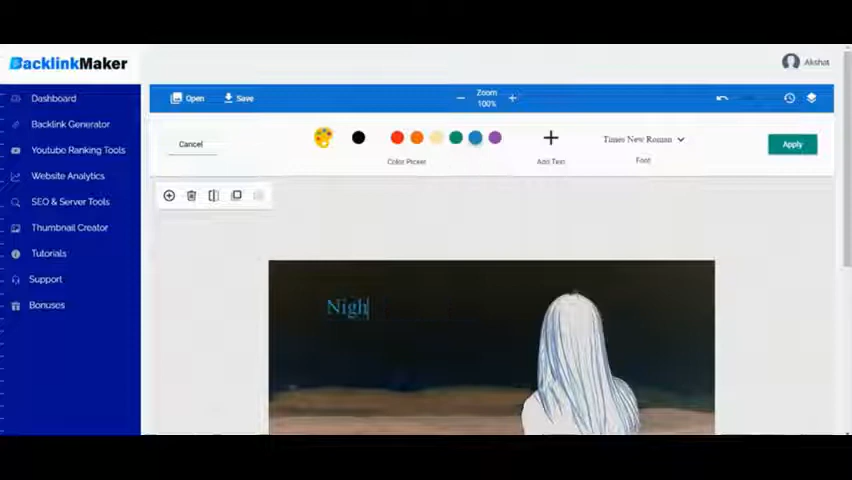 BacklinkMaker
Akshat
Dashboard
Backlink Generator
Youtube Ranking Tools
Website Analytics
SEO & Server Tools
Thumbnail Creator
Tutorials
Support
Bonuses
Open
Save
Zoom
100%
Cancel
Color Picker
Add Text
Times New Roman
Font
Apply
Nigh